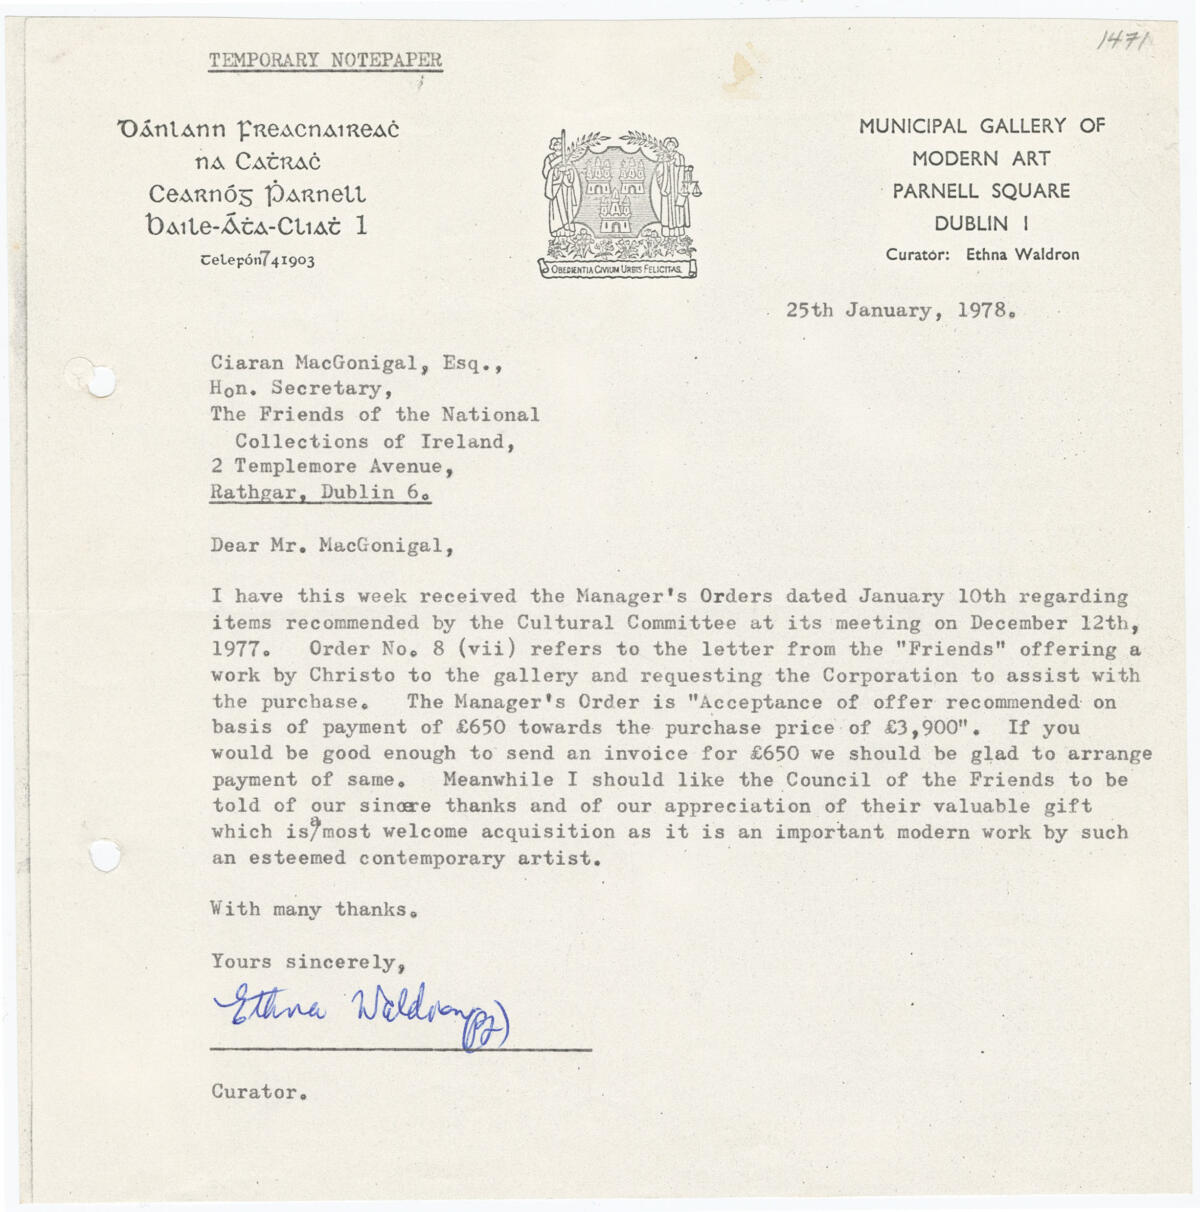 1471
TEMPORARY NOTEPAPER
Dánlann Freacnaireaċ
na Caṫraċ
Cearnóg Ṗarnell
Baile-Áṫa-Cliaṫ 1
Telefón 741903
OBEDIENTIA CIVIUM URBIS FELICITAS.
MUNICIPAL GALLERY OF
MODERN ART
PARNELL SQUARE
DUBLIN 1
Curator: Ethna Waldron
25th January, 1978.
Ciaran MacGonigal, Esq.,
Hon. Secretary,
The Friends of the National
Collections of Ireland,
2 Templemore Avenue,
Rathgar, Dublin 6.
Dear Mr. MacGonigal,
I have this week received the Manager's Orders dated January 10th regarding
items recommended by the Cultural Committee at its meeting on December 12th,
1977. Order No. 8 (vii) refers to the letter from the "Friends" offering a
work by Christo to the gallery and requesting the Corporation to assist with
the purchase. The Manager's Order is "Acceptance of offer recommended on
basis of payment of £650 towards the purchase price of £3,900". If you
would be good enough to send an invoice for £650 we should be glad to arrange
payment of same. Meanwhile I should like the Council of the Friends to be
told of our sincere thanks and of our appreciation of their valuable gift
which is a most welcome acquisition as it is an important modern work by such
an esteemed contemporary artist.
With many thanks.
Yours sincerely,
Ethna Waldron
Curator.